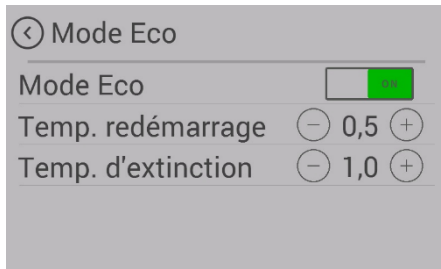 Mode Eco
Mode Eco ON
Temp. redémarrage 0,5
Temp. d'extinction 1,0